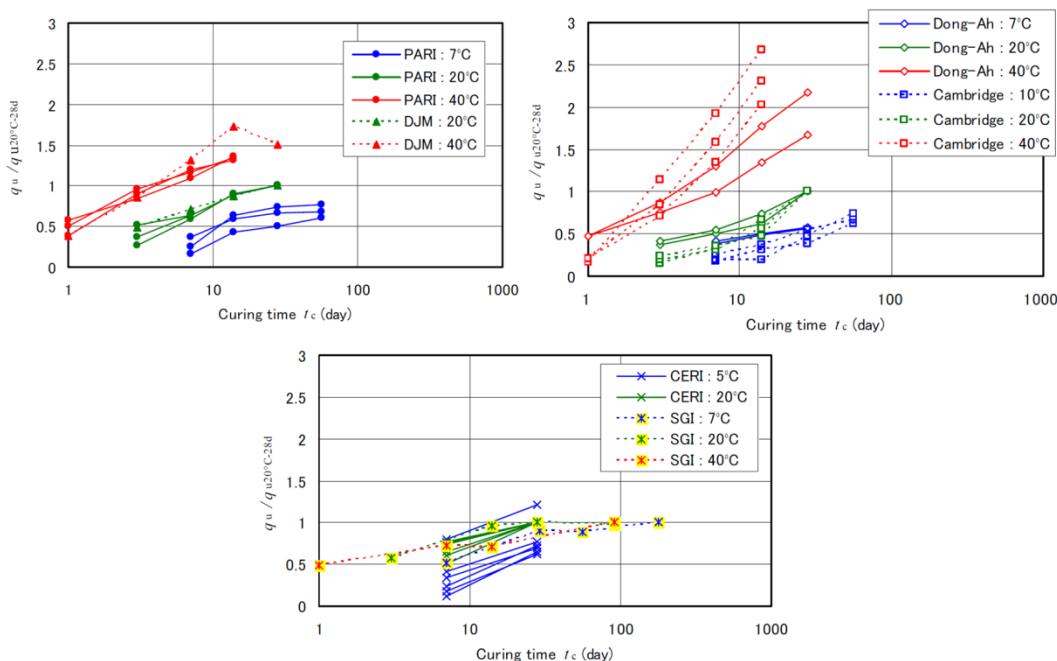 3
2.5
2
1.5
1
0.5
0
q u / q u20°C-28d
PARI : 7°C
PARI : 20°C
PARI : 40°C
DJM : 20°C
DJM : 40°C
1
10
100
1000
Curing time t c (day)
3
2.5
2
1.5
1
0.5
0
q u / q u20°C-28d
Dong-Ah : 7°C
Dong-Ah : 20°C
Dong-Ah : 40°C
Cambridge : 10°C
Cambridge : 20°C
Cambridge : 40°C
1
10
100
1000
Curing time t c (day)
3
2.5
2
1.5
1
0.5
0
q u / q u20°C-28d
CERI : 5°C
CERI : 20°C
SGI : 7°C
SGI : 20°C
SGI : 40°C
1
10
100
1000
Curing time t c (day)